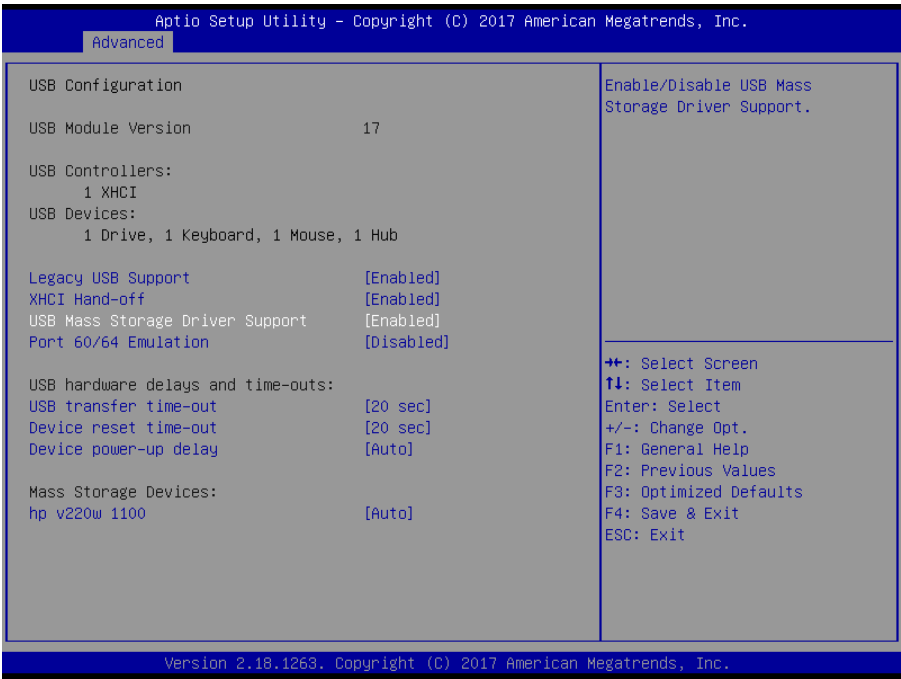 Aptio Setup Utility – Copyright (C) 2017 American Megatrends, Inc.
Advanced
USB Configuration
USB Module Version 17
USB Controllers:
1 XHCI
USB Devices:
1 Drive, 1 Keyboard, 1 Mouse, 1 Hub
Legacy USB Support [Enabled]
XHCI Hand-off [Enabled]
USB Mass Storage Driver Support [Enabled]
Port 60/64 Emulation [Disabled]
USB hardware delays and time-outs:
USB transfer time-out [20 sec]
Device reset time-out [20 sec]
Device power-up delay [Auto]
Mass Storage Devices:
hp v220w 1100 [Auto]
Enable/Disable USB Mass
Storage Driver Support.
→←: Select Screen
↑↓: Select Item
Enter: Select
+/-: Change Opt.
F1: General Help
F2: Previous Values
F3: Optimized Defaults
F4: Save & Exit
ESC: Exit
Version 2.18.1263. Copyright (C) 2017 American Megatrends, Inc.